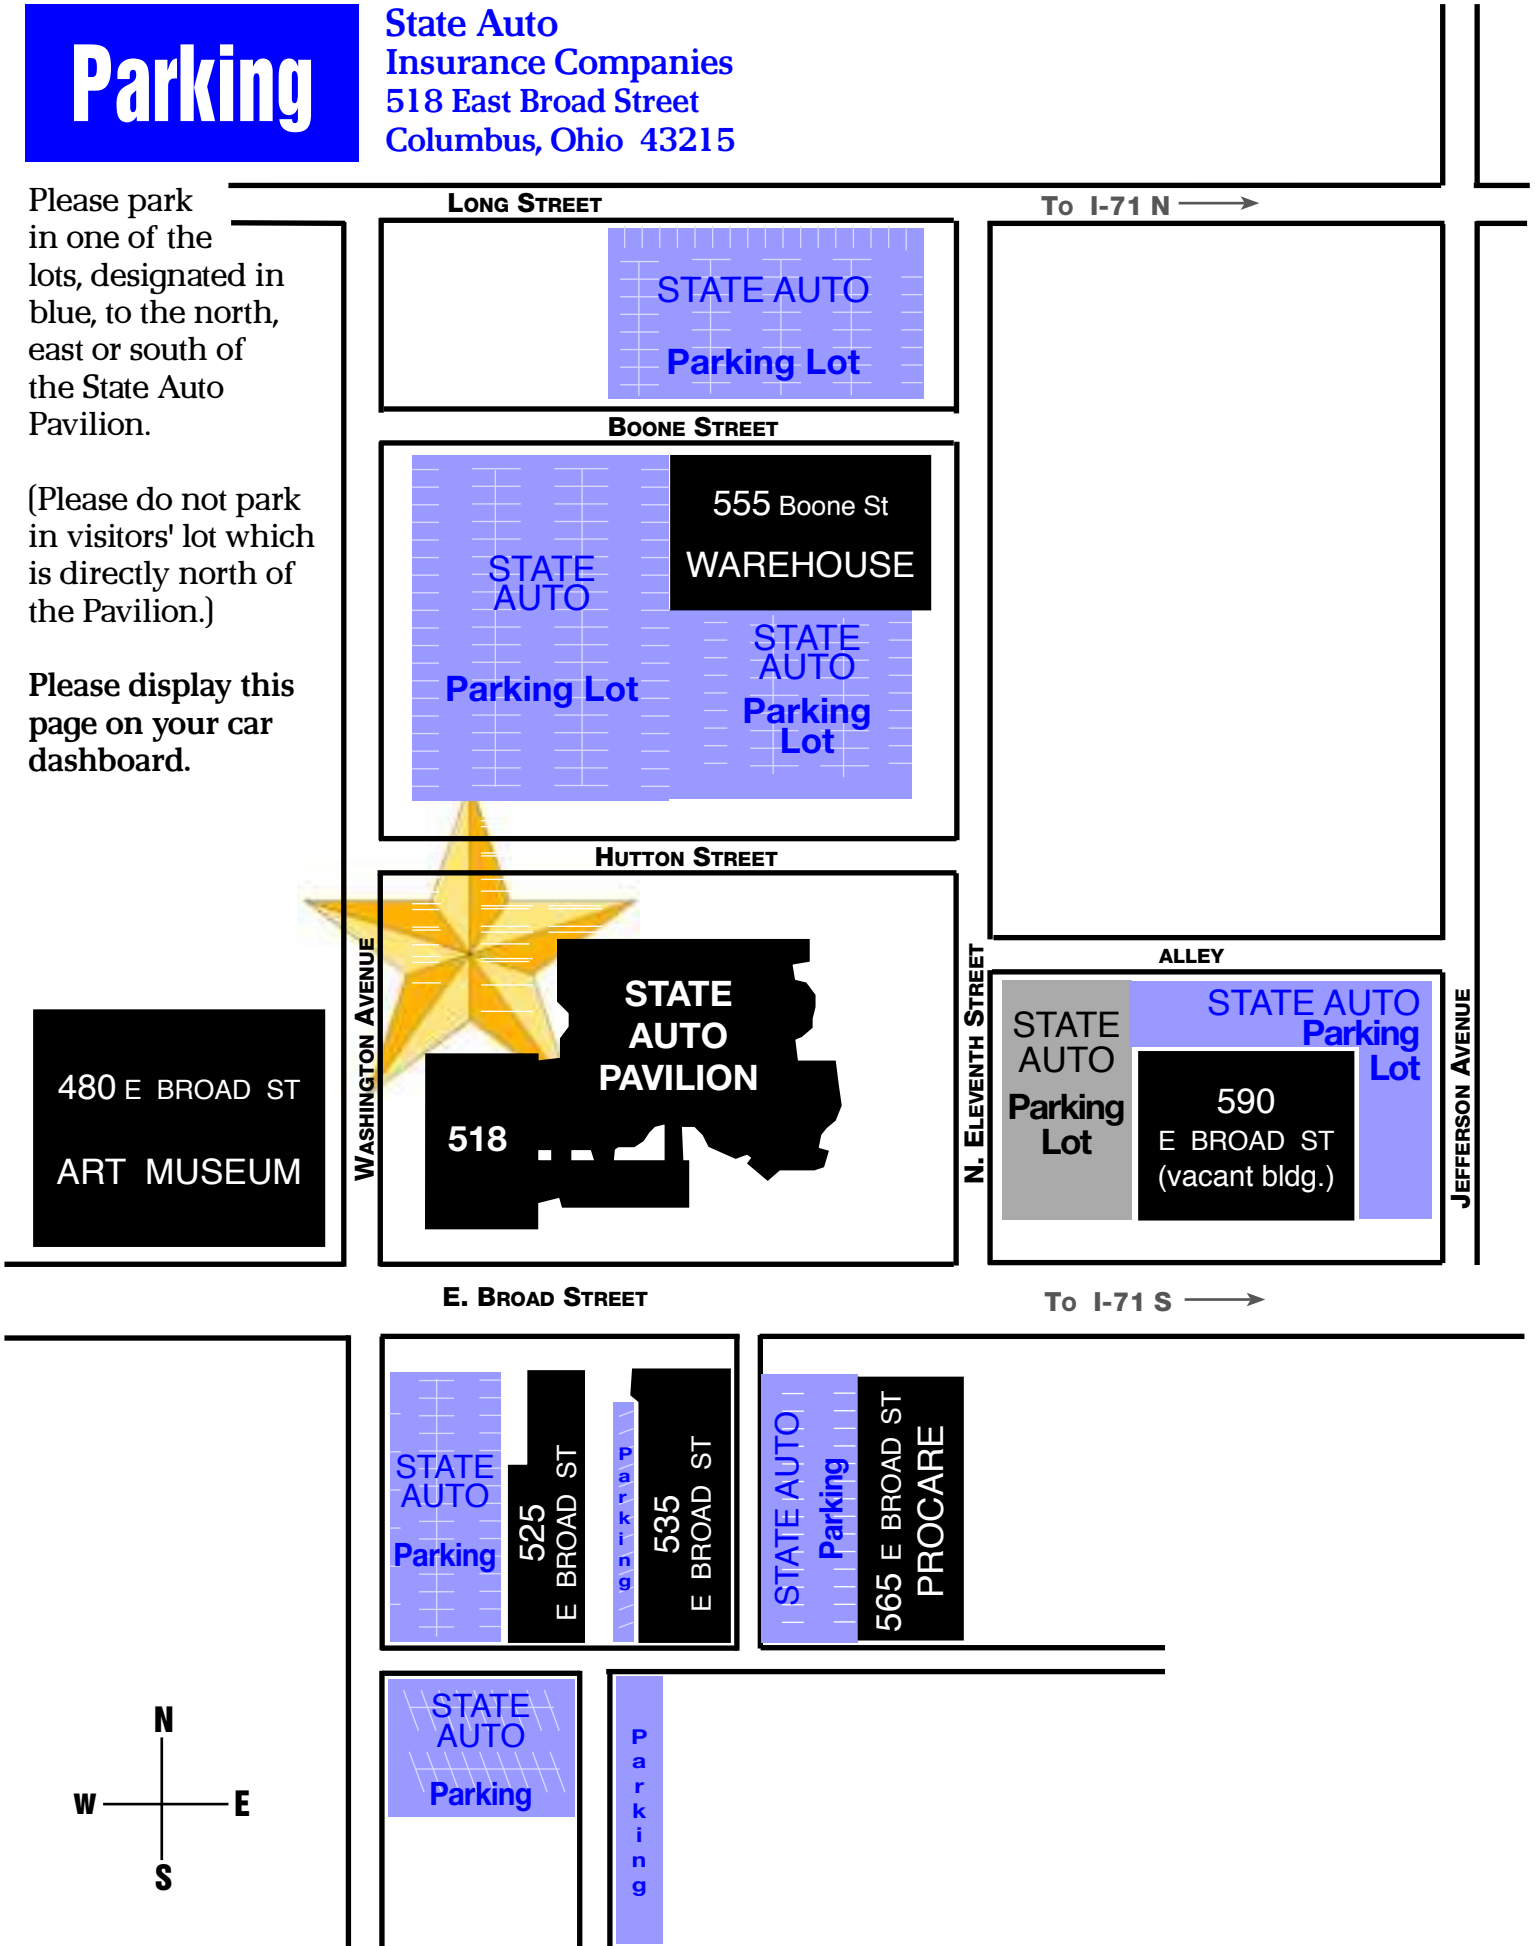 Parking
State Auto
Insurance Companies
518 East Broad Street
Columbus, Ohio 43215
Please park
in one of the
lots, designated in
blue, to the north,
east or south of
the State Auto
Pavilion.
(Please do not park
in visitors' lot which
is directly north of
the Pavilion.)
Please display this
page on your car
dashboard.
LONG STREET
TO I-71 N
STATE AUTO
Parking Lot
BOONE STREET
STATE
AUTO
Parking Lot
555 Boone St
WAREHOUSE
STATE
AUTO
Parking
Lot
HUTTON STREET
WASHINGTON AVENUE
STATE
AUTO
PAVILION
518
480 E BROAD ST
ART MUSEUM
N. ELEVENTH STREET
ALLEY
STATE
AUTO
Parking
Lot
STATE AUTO
Parking
Lot
590
E BROAD ST
(vacant bldg.)
JEFFERSON AVENUE
E. BROAD STREET
TO I-71 S
STATE
AUTO
Parking
525
E BROAD ST
Parking
535
E BROAD ST
STATE AUTO
Parking
565 E BROAD ST
PROCARE
STATE
AUTO
Parking
Parking
N
W E
S